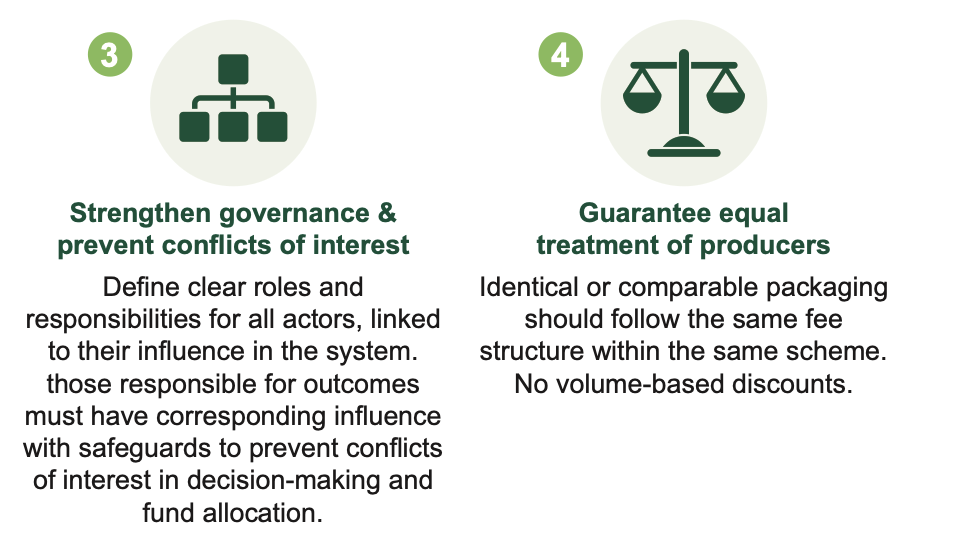 3
Strengthen governance &
prevent conflicts of interest
Define clear roles and
responsibilities for all actors, linked
to their influence in the system.
those responsible for outcomes
must have corresponding influence
with safeguards to prevent conflicts
of interest in decision-making and
fund allocation.
4
Guarantee equal
treatment of producers
Identical or comparable packaging
should follow the same fee
structure within the same scheme.
No volume-based discounts.